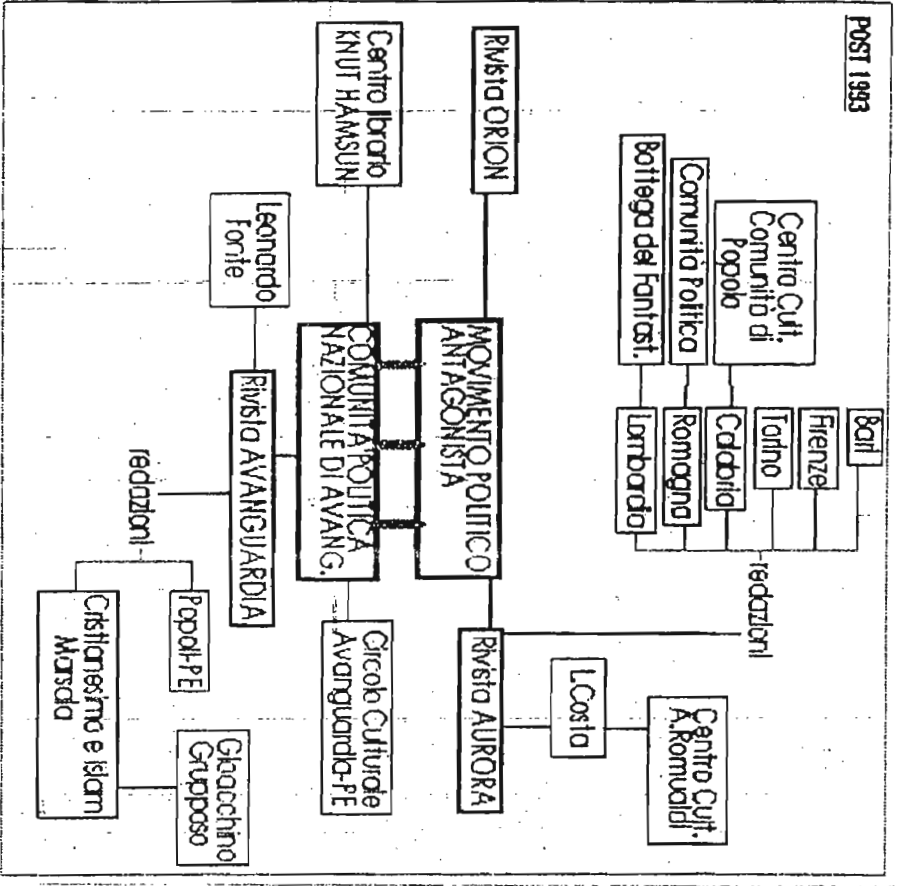 POST 1993
Bari
Firenze
Torino
redazioni
Centro Cult.
Comunità di
Popolo
Calabria
Comunità Politica
Romagna
Bottega del Fantast.
Lombardia
Centro Cult.
A.Romualdi
L.Costa
Rivista ORION
MOVIMENTO POLITICO
ANTAGONISTA
Rivista AURORA
Centro librario
KNUT HAMSUN
COMUNITA' POLITICA
NAZIONALE DI AVANG.
Circolo Culturale
Avanguardia-PE
Leonardo
Fonte
Rivista AVANGUARDIA
redazioni
Popoli-PE
Gioacchino
Grupposo
Cristianesimo e Islam
Marsala